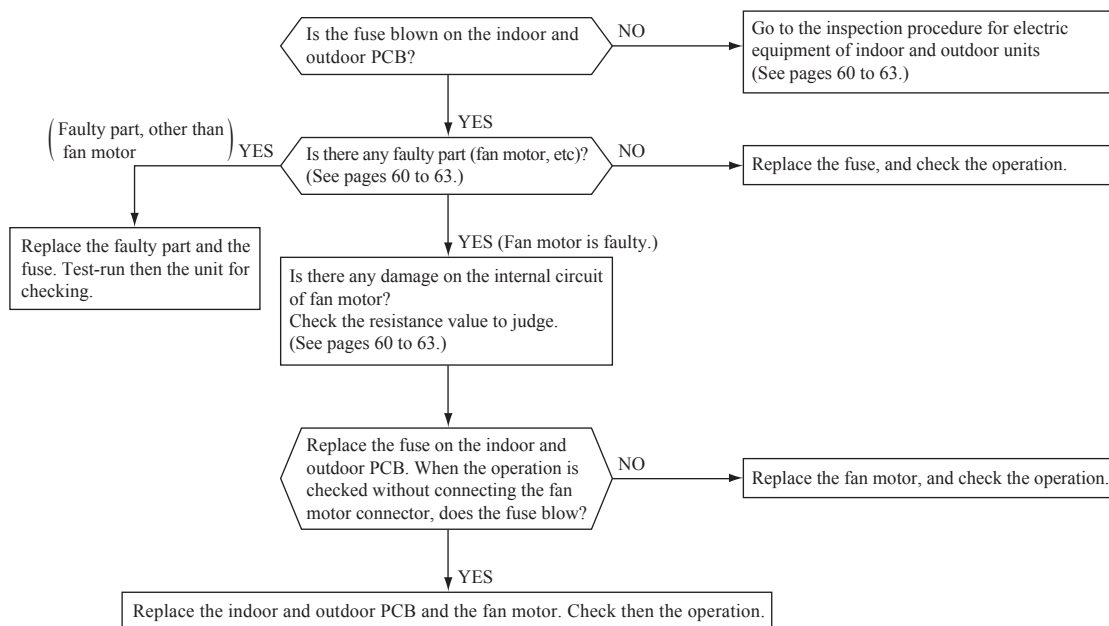 Is the fuse blown on the indoor and
outdoor PCB?
NO
Go to the inspection procedure for electric
equipment of indoor and outdoor units
(See pages 60 to 63.)
YES
(Faulty part, other than
fan motor)
YES
Is there any faulty part (fan motor, etc)?
(See pages 60 to 63.)
NO
Replace the fuse, and check the operation.
Replace the faulty part and the
fuse. Test-run then the unit for
checking.
YES (Fan motor is faulty.)
Is there any damage on the internal circuit
of fan motor?
Check the resistance value to judge.
(See pages 60 to 63.)
Replace the fuse on the indoor and
outdoor PCB. When the operation is
checked without connecting the fan
motor connector, does the fuse blow?
NO
Replace the fan motor, and check the operation.
YES
Replace the indoor and outdoor PCB and the fan motor. Check then the operation.